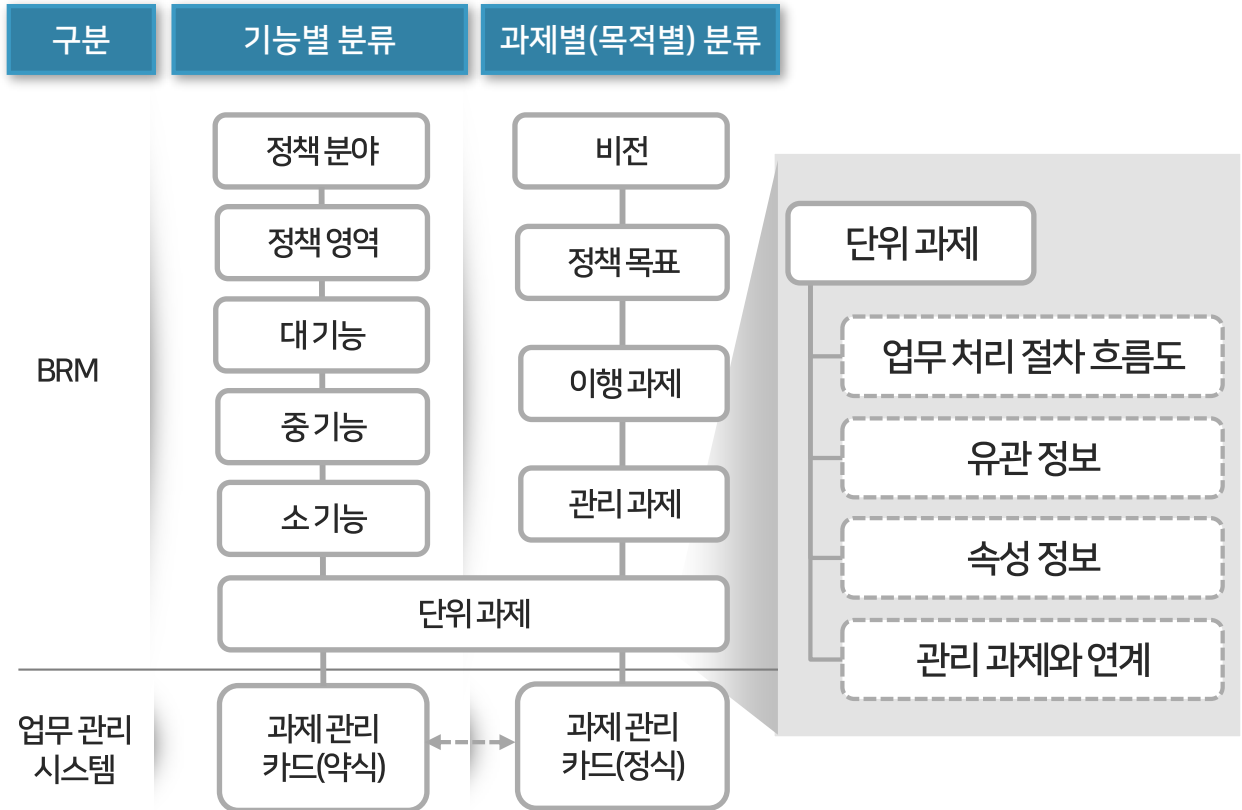 구분
기능별 분류
과제별(목적별) 분류
BRM
정책 분야
정책 영역
대 기능
중 기능
소 기능
비전
정책 목표
이행 과제
관리 과제
단위 과제
업무 관리
시스템
과제 관리
카드(약식)
과제 관리
카드(정식)
단위 과제
업무 처리 절차 흐름도
유관 정보
속성 정보
관리 과제와 연계